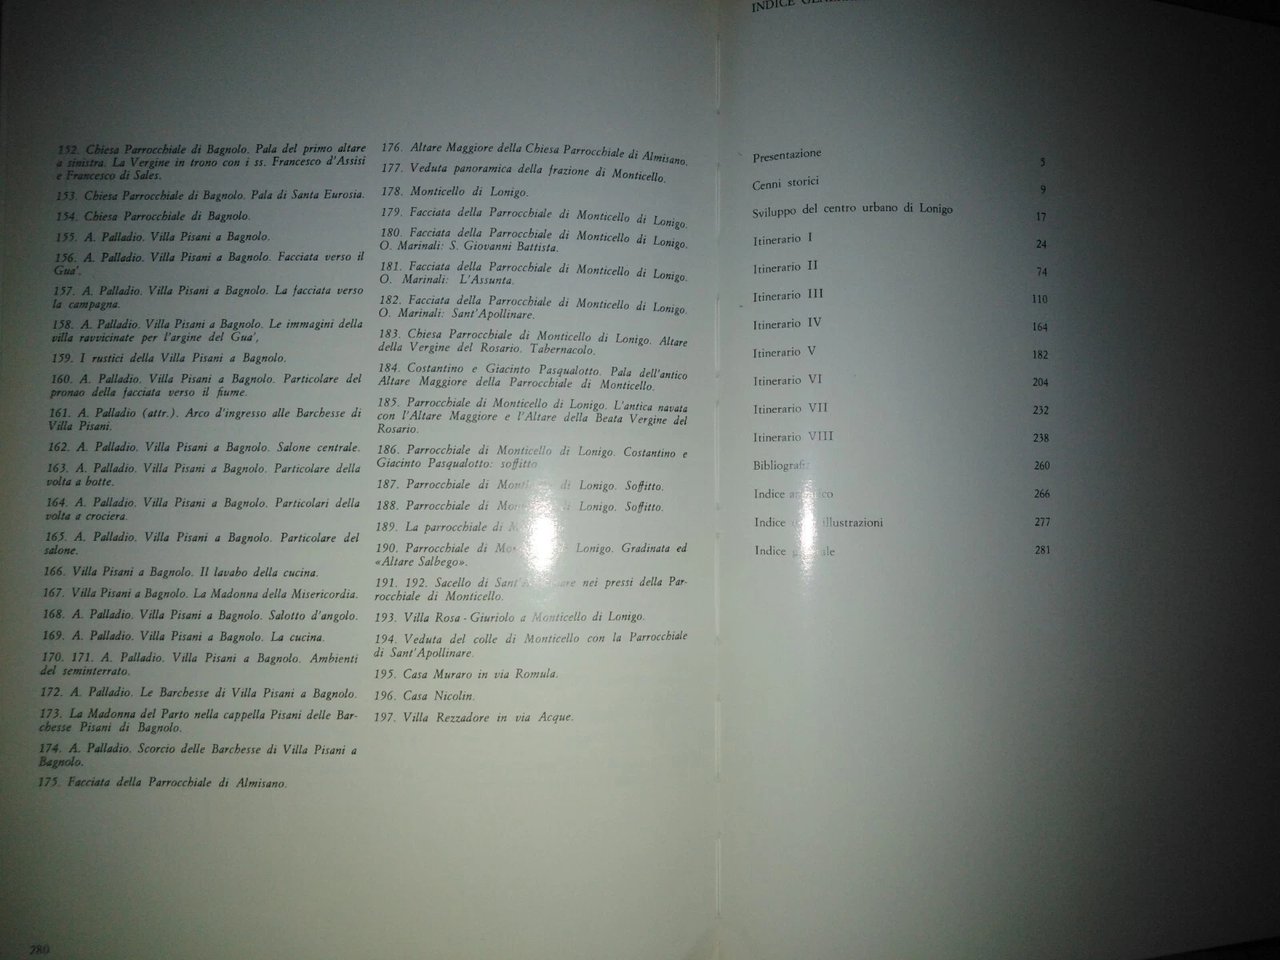 152. Chiesa Parrocchiale di Bagnolo. Pala del primo altare
a sinistra. La Vergine in trono con i ss. Francesco d'Assisi
e Francesco di Sales.
153. Chiesa Parrocchiale di Bagnolo. Pala di Santa Eurosia.
154. Chiesa Parrocchiale di Bagnolo.
155. A. Palladio. Villa Pisani a Bagnolo.
156. A. Palladio. Villa Pisani a Bagnolo. Facciata verso il
Gua'.
157. A. Palladio. Villa Pisani a Bagnolo. La facciata verso
la campagna.
158. A. Palladio. Villa Pisani a Bagnolo. Le immagini della
villa ravvicinate per l'argine del Gua',
159. I rustici della Villa Pisani a Bagnolo.
160. A. Palladio. Villa Pisani a Bagnolo. Particolare del
pronao della facciata verso il fiume.
161. A. Palladio (attr.). Arco d'ingresso alle Barchesse di
Villa Pisani.
162. A. Palladio. Villa Pisani a Bagnolo. Salone centrale.
163. A. Palladio. Villa Pisani a Bagnolo. Particolare della
volta a botte.
164. A. Palladio. Villa Pisani a Bagnolo. Particolari della
volta a crociera.
165. A. Palladio. Villa Pisani a Bagnolo. Particolare del
salone.
166. Villa Pisani a Bagnolo. Il lavabo della cucina.
167. Villa Pisani a Bagnolo. La Madonna della Misericordia.
168. A. Palladio. Villa Pisani a Bagnolo. Salotto d'angolo.
169. A. Palladio. Villa Pisani a Bagnolo. La cucina.
170. 171. A. Palladio. Villa Pisani a Bagnolo. Ambienti
del seminterrato.
172. A. Palladio. Le Barchesse di Villa Pisani a Bagnolo.
173. La Madonna del Parto nella cappella Pisani delle Bar-
chesse Pisani di Bagnolo.
174. A. Palladio. Scorcio delle Barchesse di Villa Pisani a
Bagnolo.
175. Facciata della Parrocchiale di Almisano.
280
176. Altare Maggiore della Chiesa Parrocchiale di Almisano.
177. Veduta panoramica della frazione di Monticello.
178. Monticello di Lonigo.
179. Facciata della Parrocchiale di Monticello di Lonigo.
180. Facciata della Parrocchiale di Monticello di Lonigo.
O. Marinali: S. Giovanni Battista.
181. Facciata della Parrocchiale di Monticello di Lonigo.
O. Marinali: L'Assunta.
182. Facciata della Parrocchiale di Monticello di Lonigo.
O. Marinali: Sant'Apollinare.
183. Chiesa Parrocchiale di Monticello di Lonigo. Altare
della Vergine del Rosario. Tabernacolo.
184. Costantino e Giacinto Pasqualotto. Pala dell'antico
Altare Maggiore della Parrocchiale di Monticello.
185. Parrocchiale di Monticello di Lonigo. L'antica navata
con l'Altare Maggiore e l'Altare della Beata Vergine del
Rosario.
186. Parrocchiale di Monticello di Lonigo. Costantino e
Giacinto Pasqualotto: soffitto
187. Parrocchiale di di Lonigo. Soffitto.
188. Parrocchiale di di Lonigo. Soffitto.
189. La parrocchiale di
190. Parrocchiale di di Lonigo. Gradinata ed
«Altare Salbego».
191. 192. Sacello di nei pressi della Par-
rocchiale di Monticello.
193. Villa Rosa - Giuriolo a Monticello di Lonigo.
194. Veduta del colle di Monticello con la Parrocchiale
di Sant'Apollinare.
195. Casa Muraro in via Romula.
196. Casa Nicolin.
197. Villa Rezzadore in via Acque.
INDICE
Presentazione 5
Cenni storici 9
Sviluppo del centro urbano di Lonigo 17
Itinerario I 24
Itinerario II 74
Itinerario III 110
Itinerario IV 164
Itinerario V 182
Itinerario VI 204
Itinerario VII 232
Itinerario VIII 238
Bibliografia 260
Indice 266
Indice illustrazioni 277
Indice 281